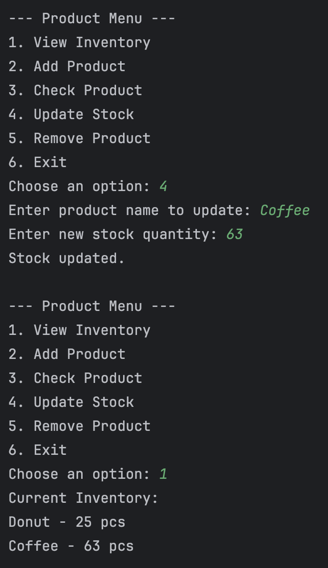 --- Product Menu ---
1. View Inventory
2. Add Product
3. Check Product
4. Update Stock
5. Remove Product
6. Exit
Choose an option: 4
Enter product name to update: Coffee
Enter new stock quantity: 63
Stock updated.

--- Product Menu ---
1. View Inventory
2. Add Product
3. Check Product
4. Update Stock
5. Remove Product
6. Exit
Choose an option: 1
Current Inventory:
Donut - 25 pcs
Coffee - 63 pcs